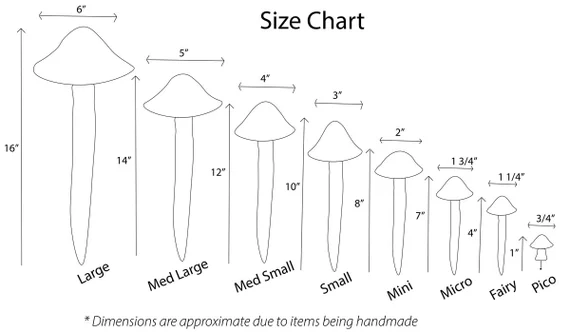 Size Chart
6”
5”
4”
3”
2”
1 3/4”
1 1/4”
3/4”
16”
14”
12”
10”
8”
7”
4”
1”
Large
Med Large
Med Small
Small
Mini
Micro
Fairy
Pico
* Dimensions are approximate due to items being handmade